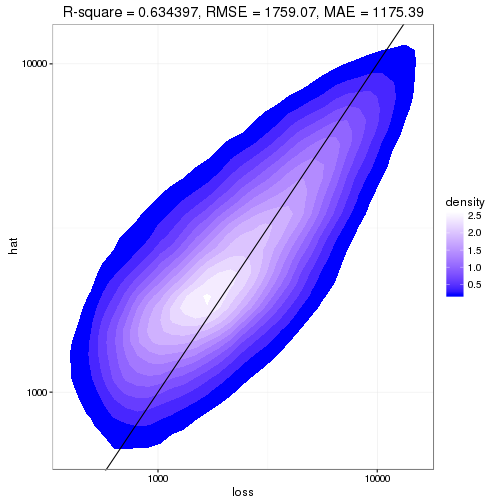 R-square = 0.634397, RMSE = 1759.07, MAE = 1175.39
10000
hat
1000
1000
10000
loss
density
2.5
2.0
1.5
1.0
0.5